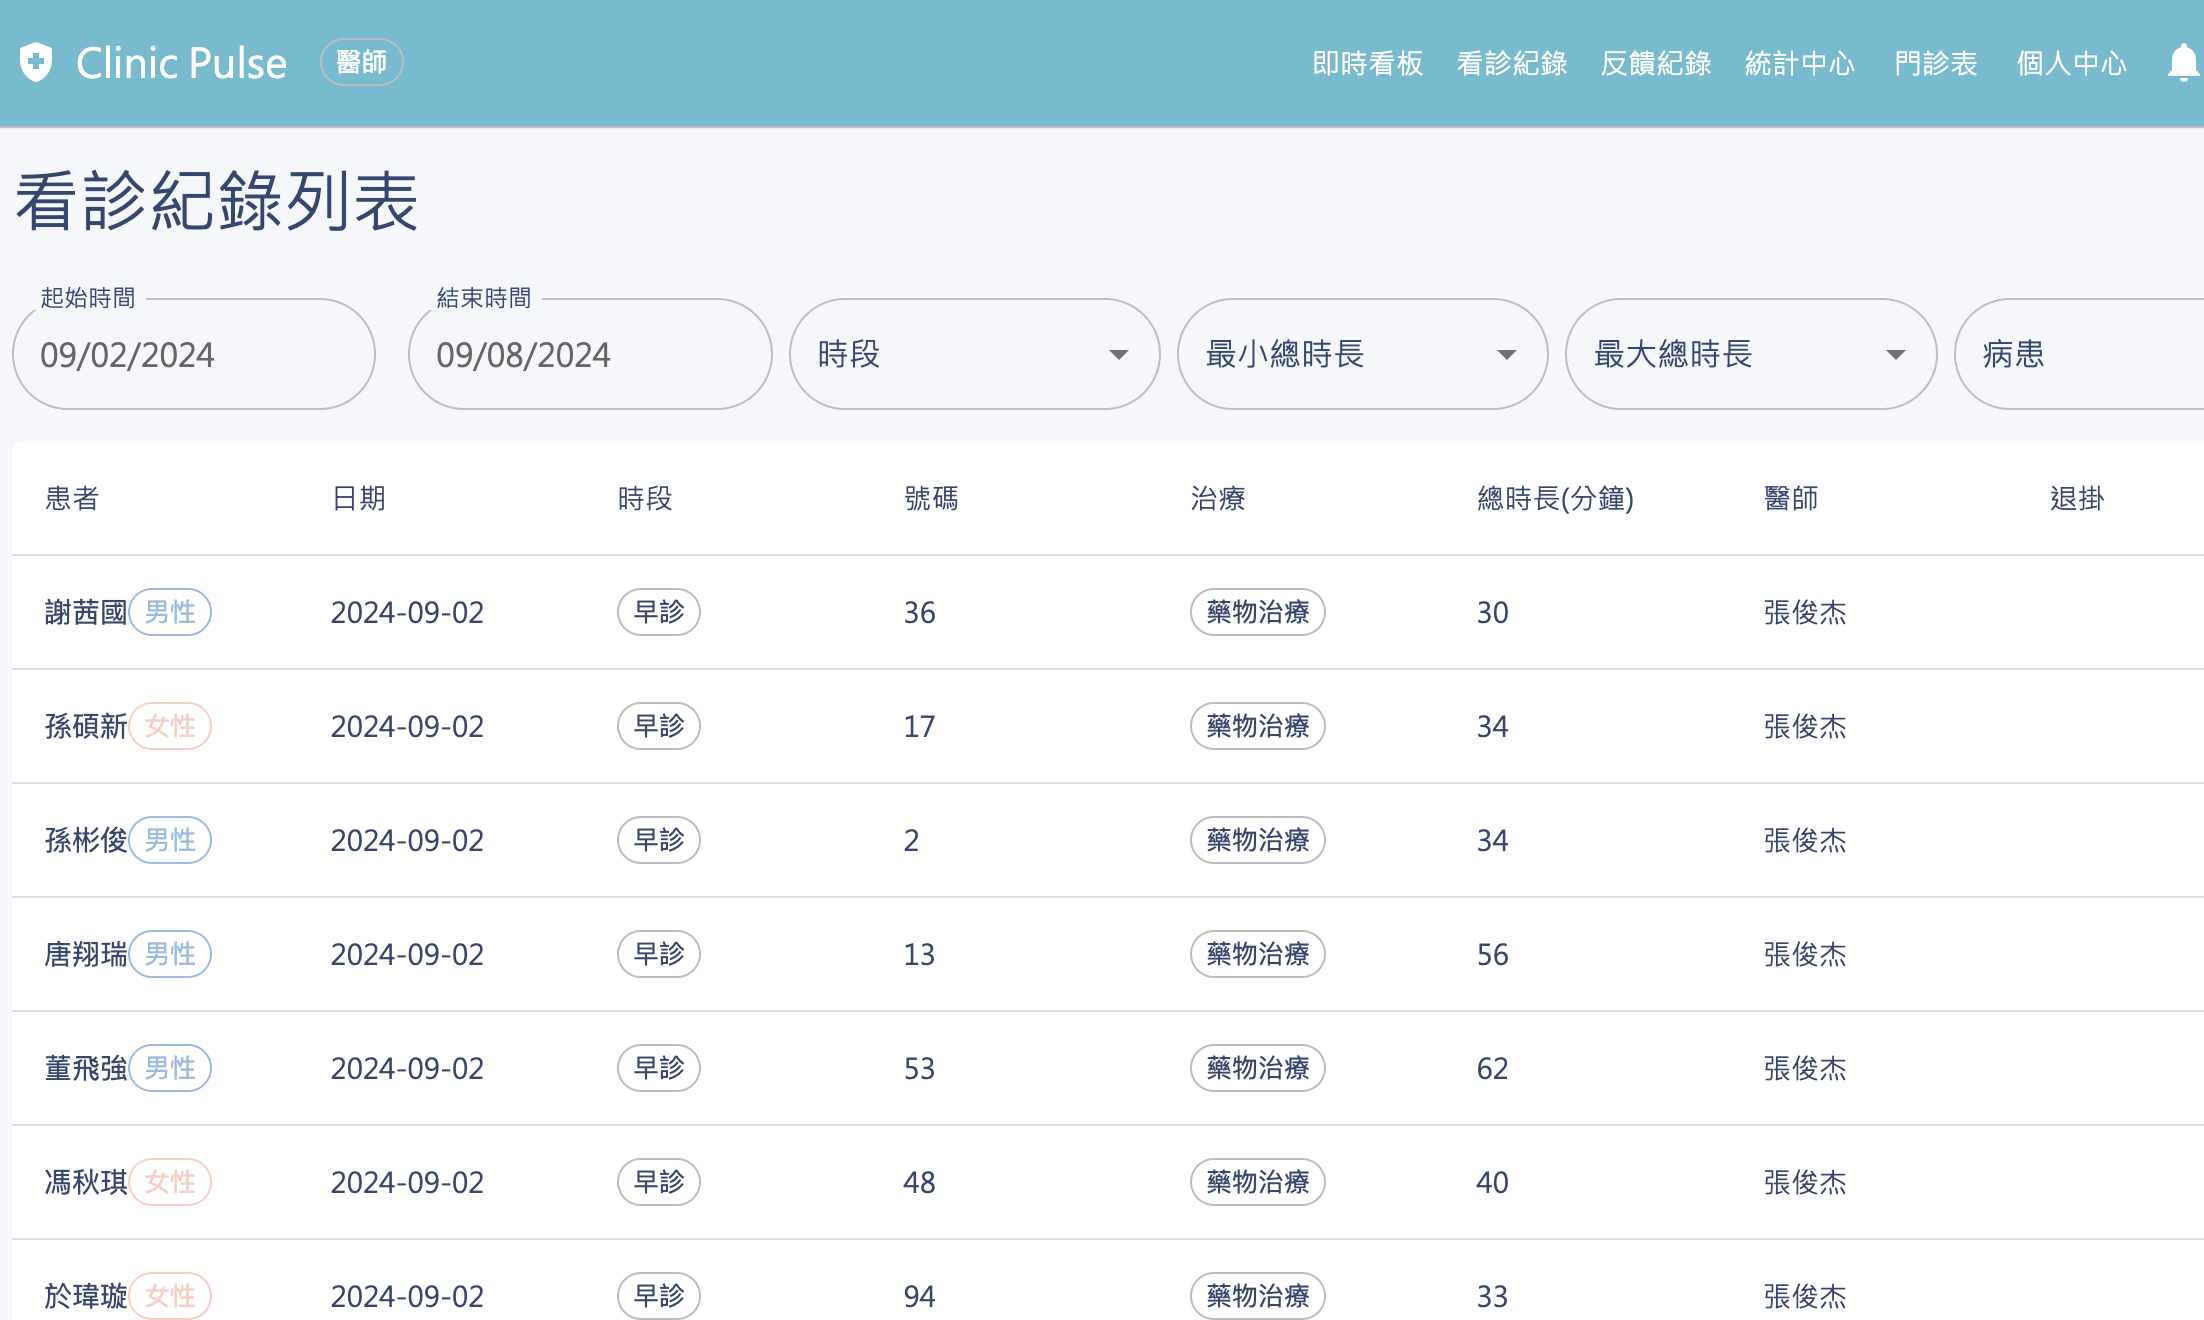 Clinic Pulse 醫師 即時看板 看診紀錄 反饋紀錄 統計中心 門診表 個人中心
看診紀錄列表
起始時間 結束時間
09/02/2024 09/08/2024 時段 最小總時長 最大總時長 病患
患者 日期 時段 號碼 治療 總時長(分鐘) 醫師 退掛
謝茜國 男性 2024-09-02 早診 36 藥物治療 30 張俊杰
孫碩新 女性 2024-09-02 早診 17 藥物治療 34 張俊杰
孫彬俊 男性 2024-09-02 早診 2 藥物治療 34 張俊杰
唐翔瑞 男性 2024-09-02 早診 13 藥物治療 56 張俊杰
董飛強 男性 2024-09-02 早診 53 藥物治療 62 張俊杰
馮秋琪 女性 2024-09-02 早診 48 藥物治療 40 張俊杰
於瑋璇 女性 2024-09-02 早診 94 藥物治療 33 張俊杰